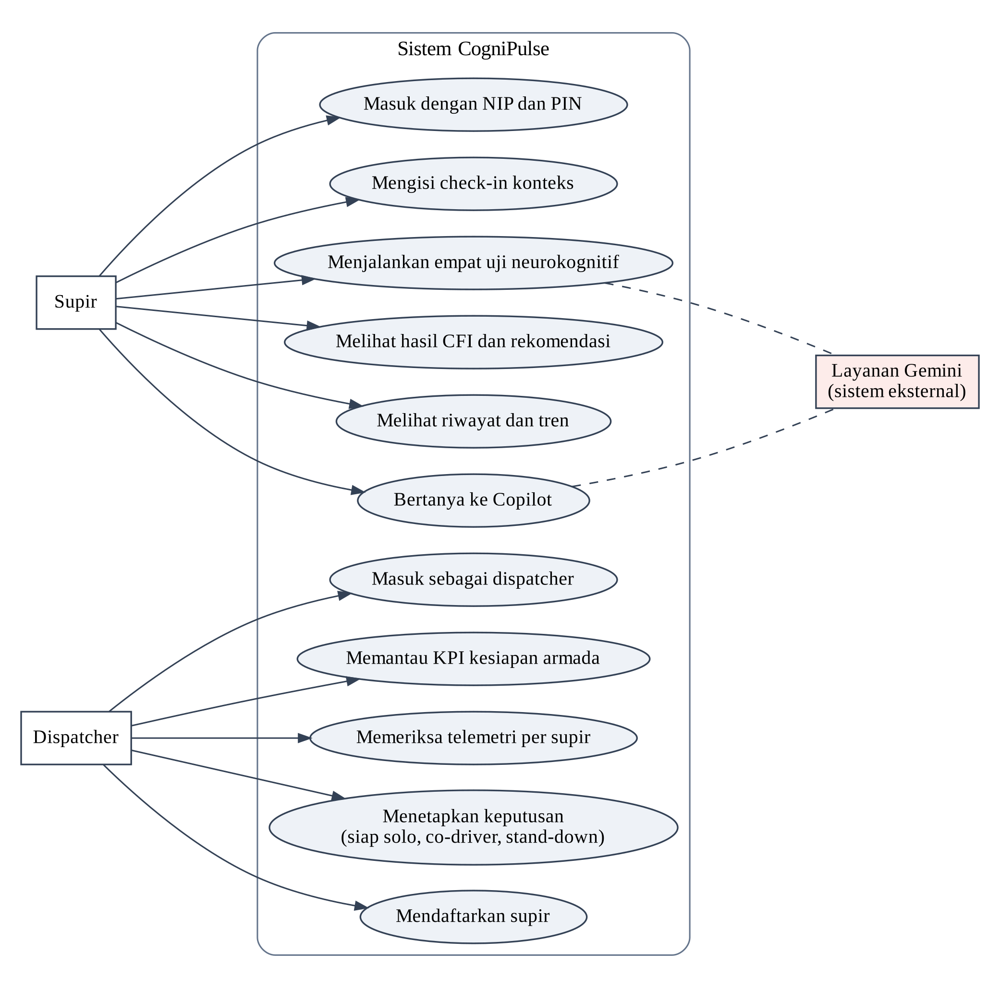 Sistem CogniPulse
Masuk dengan NIP dan PIN
Mengisi check-in konteks
Menjalankan empat uji neurokognitif
Supir
Melihat hasil CFI dan rekomendasi
Layanan Gemini
(sistem eksternal)
Melihat riwayat dan tren
Bertanya ke Copilot
Masuk sebagai dispatcher
Memantau KPI kesiapan armada
Dispatcher
Memeriksa telemetri per supir
Menetapkan keputusan
(siap solo, co-driver, stand-down)
Mendaftarkan supir